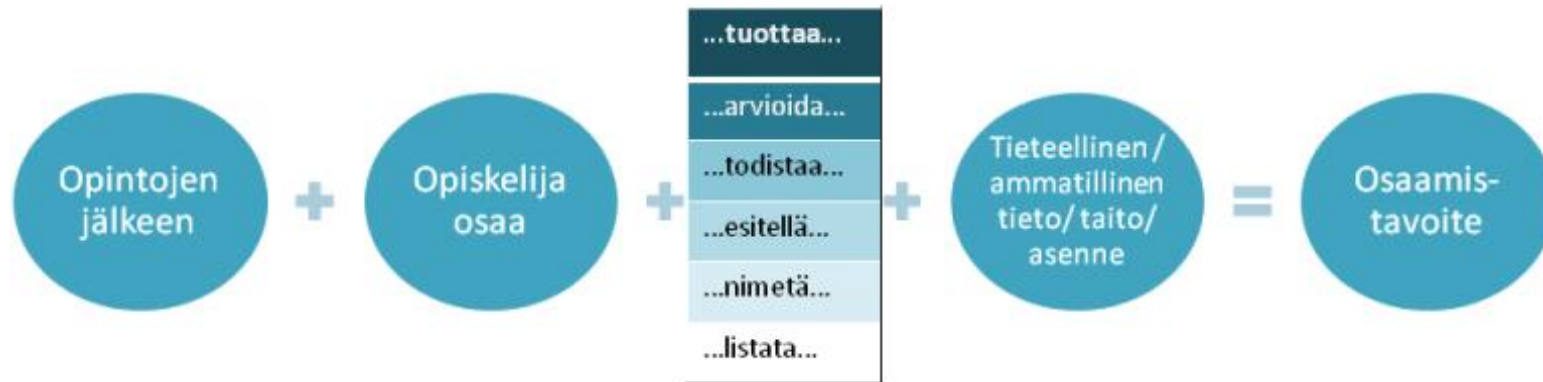 Opintojen
jälkeen
+
Opiskelija
osaa
+
...tuottaa...
...arvioida...
...todistaa...
...esitellä...
...nimetä...
...listata...
+
Tieteellinen/
ammatillinen
tieto/ taito/
asenne
=
Osaamis-
tavoite